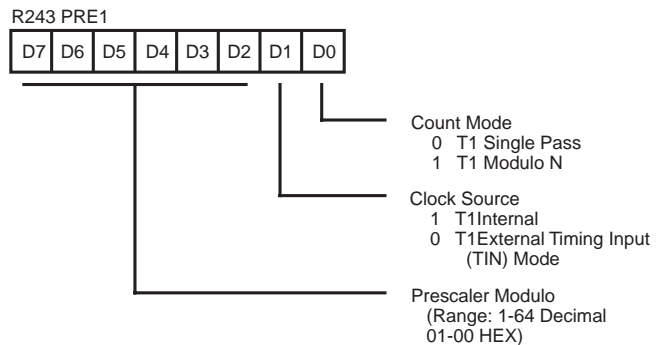 R243 PRE1
D7 D6 D5 D4 D3 D2 D1 D0
Count Mode
0 T1 Single Pass
1 T1 Modulo N
Clock Source
1 T1Internal
0 T1External Timing Input
(TIN) Mode
Prescaler Modulo
(Range: 1-64 Decimal
01-00 HEX)